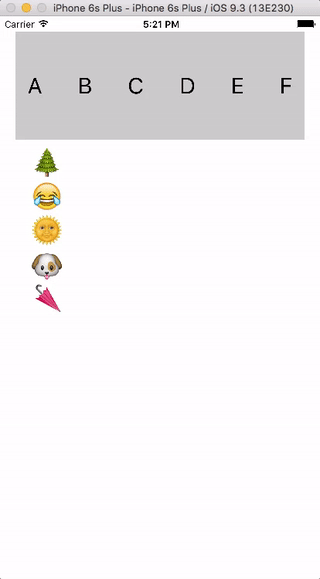 iPhone 6s Plus - iPhone 6s Plus / iOS 9.3 (13E230)
Carrier 5:21 PM
A B C D E F
🌲
😂
🌞
🐶
🌂